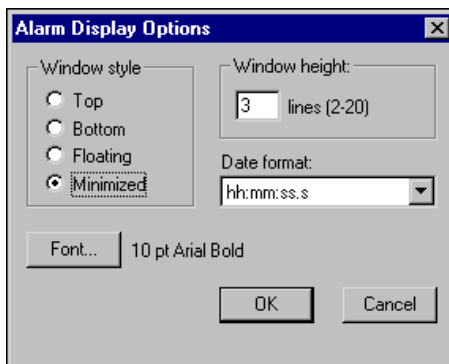 Alarm Display Options
Window style
Top
Bottom
Floating
Minimized
Window height:
3 lines (2-20)
Date format:
hh:mm:ss.s
Font... 10 pt Arial Bold
OK Cancel